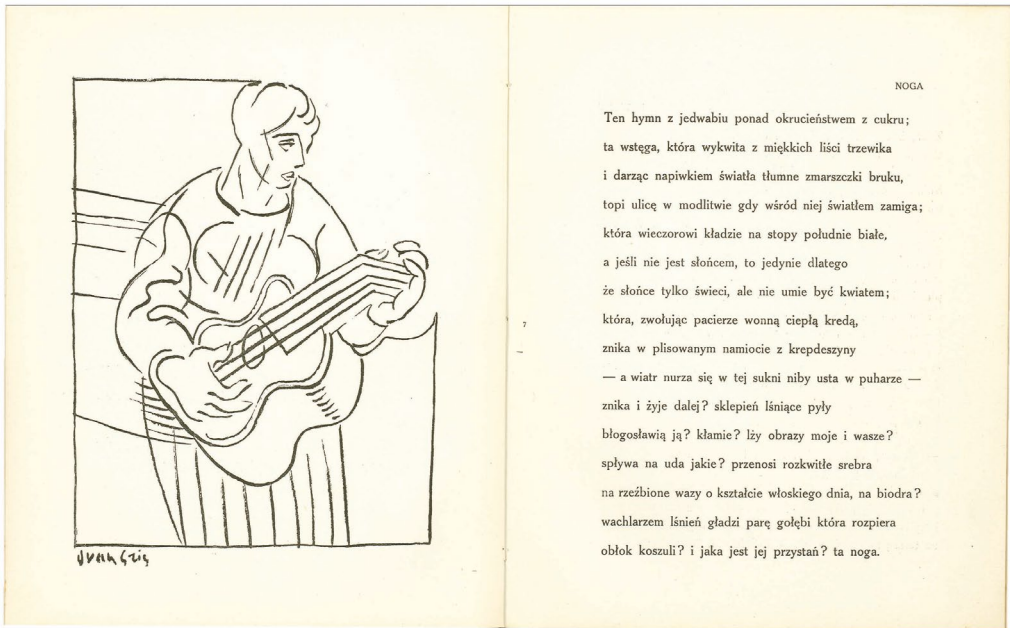 Juan Gris
NOGA
Ten hymn z jedwabiu ponad okrucieństwem z cukru;
ta wstęga, która wykwita z miękkich liści trzewika
i darząc napiwkiem światła tłumne zmarszczki bruku,
topi ulicę w modlitwie gdy wśród niej światłem zamiga;
która wieczorowi kładzie na stopy południe białe,
a jeśli nie jest słońcem, to jedynie dlatego
że słońce tylko świeci, ale nie umie być kwiatem;
która, zwołując pacierze wonną ciepłą kredą,
znika w plisowanym namiocie z krepdeszyny
— a wiatr nurza się w tej sukni niby usta w puharze —
znika i żyje dalej? sklepień lśniące pyły
błogosławią ją? kłamie? lży obrazy moje i wasze?
spływa na uda jakie? przenosi rozkwitłe srebra
na rzeźbione wazy o kształcie włoskiego dnia, na biodra?
wachlarzem lśnień gładzi parę gołębi która rozpiera
obłok koszuli? i jaka jest jej przystań? ta noga.
7